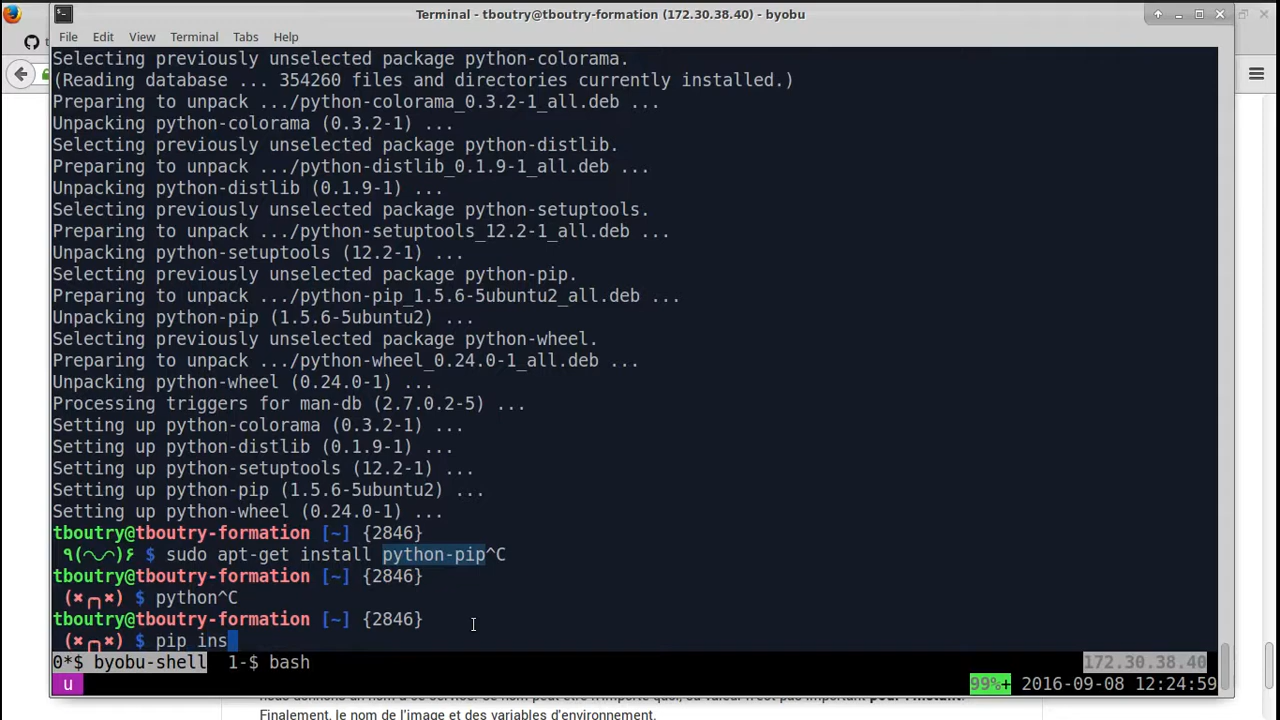 Terminal - tboutry@tboutry-formation (172.30.38.40) - byobu
File Edit View Terminal Tabs Help
Selecting previously unselected package python-colorama.
(Reading database ... 354260 files and directories currently installed.)
Preparing to unpack .../python-colorama_0.3.2-1_all.deb ...
Unpacking python-colorama (0.3.2-1) ...
Selecting previously unselected package python-distlib.
Preparing to unpack .../python-distlib_0.1.9-1_all.deb ...
Unpacking python-distlib (0.1.9-1) ...
Selecting previously unselected package python-setuptools.
Preparing to unpack .../python-setuptools_12.2-1_all.deb ...
Unpacking python-setuptools (12.2-1) ...
Selecting previously unselected package python-pip.
Preparing to unpack .../python-pip_1.5.6-5ubuntu2_all.deb ...
Unpacking python-pip (1.5.6-5ubuntu2) ...
Selecting previously unselected package python-wheel.
Preparing to unpack .../python-wheel_0.24.0-1_all.deb ...
Unpacking python-wheel (0.24.0-1) ...
Processing triggers for man-db (2.7.0.2-5) ...
Setting up python-colorama (0.3.2-1) ...
Setting up python-distlib (0.1.9-1) ...
Setting up python-setuptools (12.2-1) ...
Setting up python-pip (1.5.6-5ubuntu2) ...
Setting up python-wheel (0.24.0-1) ...
tboutry@tboutry-formation [~] {2846}
٩(◠◡◠)۶ $ sudo apt-get install python-pip^C
tboutry@tboutry-formation [~] {2846}
(✖╭╮✖) $ python^C
tboutry@tboutry-formation [~] {2846}
(✖╭╮✖) $ pip ins
0*$ byobu-shell 1-$ bash 172.30.38.40
u 99%+ 2016-09-08 12:24:59
Finalement, le nom de l'image et des variables d'environnement.